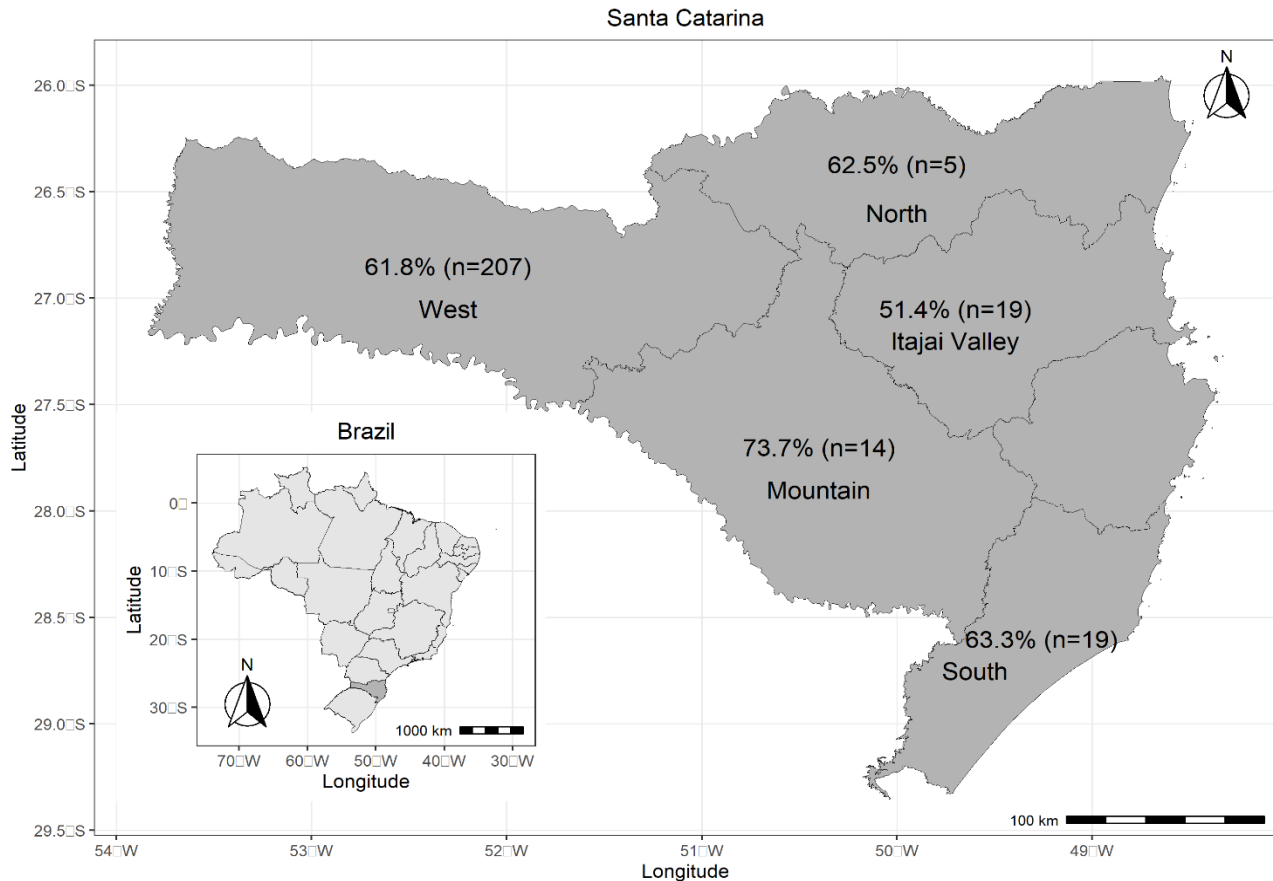 Santa Catarina
N
26.0□S
26.5□S
27.0□S
27.5□S
28.0□S
28.5□S
29.0□S
29.5□S
Latitude
62.5% (n=5)
North
61.8% (n=207)
West
51.4% (n=19)
Itajai Valley
73.7% (n=14)
Mountain
63.3% (n=19)
South
100 km
54□W
53□W
52□W
51□W
50□W
49□W
Longitude
Brazil
0□
10□S
20□S
30□S
Latitude
N
1000 km
70□W
60□W
50□W
40□W
30□W
Longitude